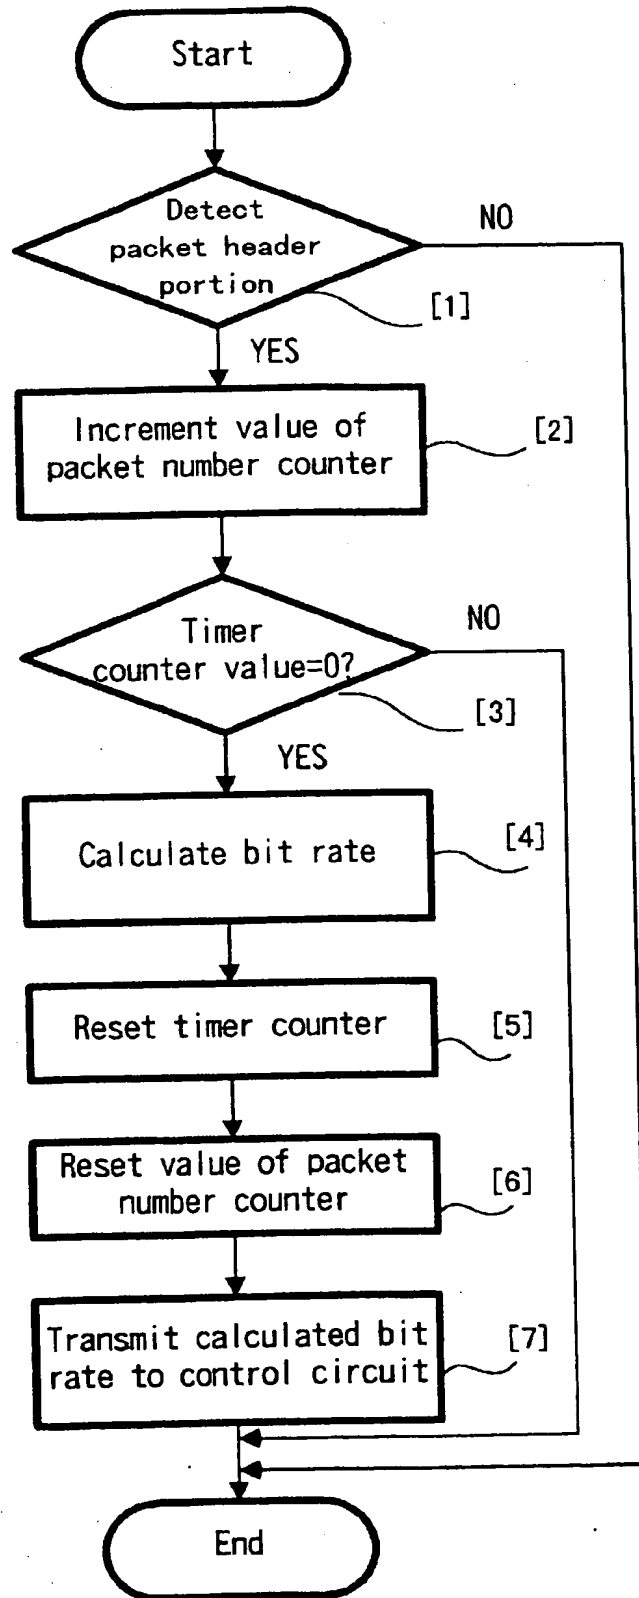 Start
Detect
packet header
portion
NO
[1]
YES
Increment value of
packet number counter
[2]
Timer
counter value=0?
NO
[3]
YES
Calculate bit rate
[4]
Reset timer counter
[5]
Reset value of packet
number counter
[6]
Transmit calculated bit
rate to control circuit
[7]
End